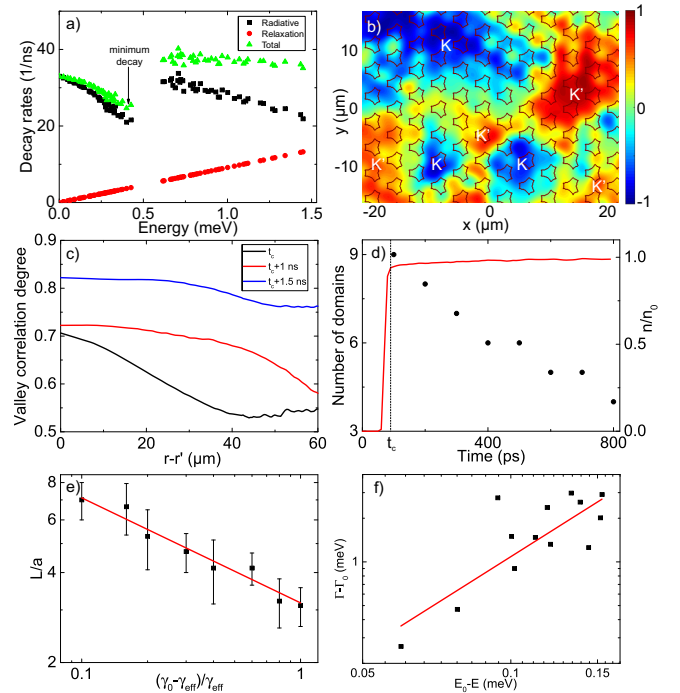 a)
Radiative
Relaxation
Total
minimum
decay
40
20
0
0.0
0.5
1.0
1.5
Decay rates (1/ns)
Energy (meV)
b)
K
K'
K'
K
K
K
K'
10
0
-10
y (µm)
-20
0
20
x (µm)
1
0
-1
c)
t_c
t_c+1 ns
t_c+1.5 ns
0.9
0.8
0.7
0.6
0.5
0
20
40
60
Valley correlation degree
r-r' (µm)
d)
9
6
3
Number of domains
t_c
0
400
800
Time (ps)
1.0
0.5
0.0
n/n_0
e)
8
7
6
5
4
3
2
L/a
0.1
1
(γ_0-γ_eff)/γ_eff
f)
1
Γ-Γ_0 (meV)
0.05
0.1
0.15
E_0-E (meV)